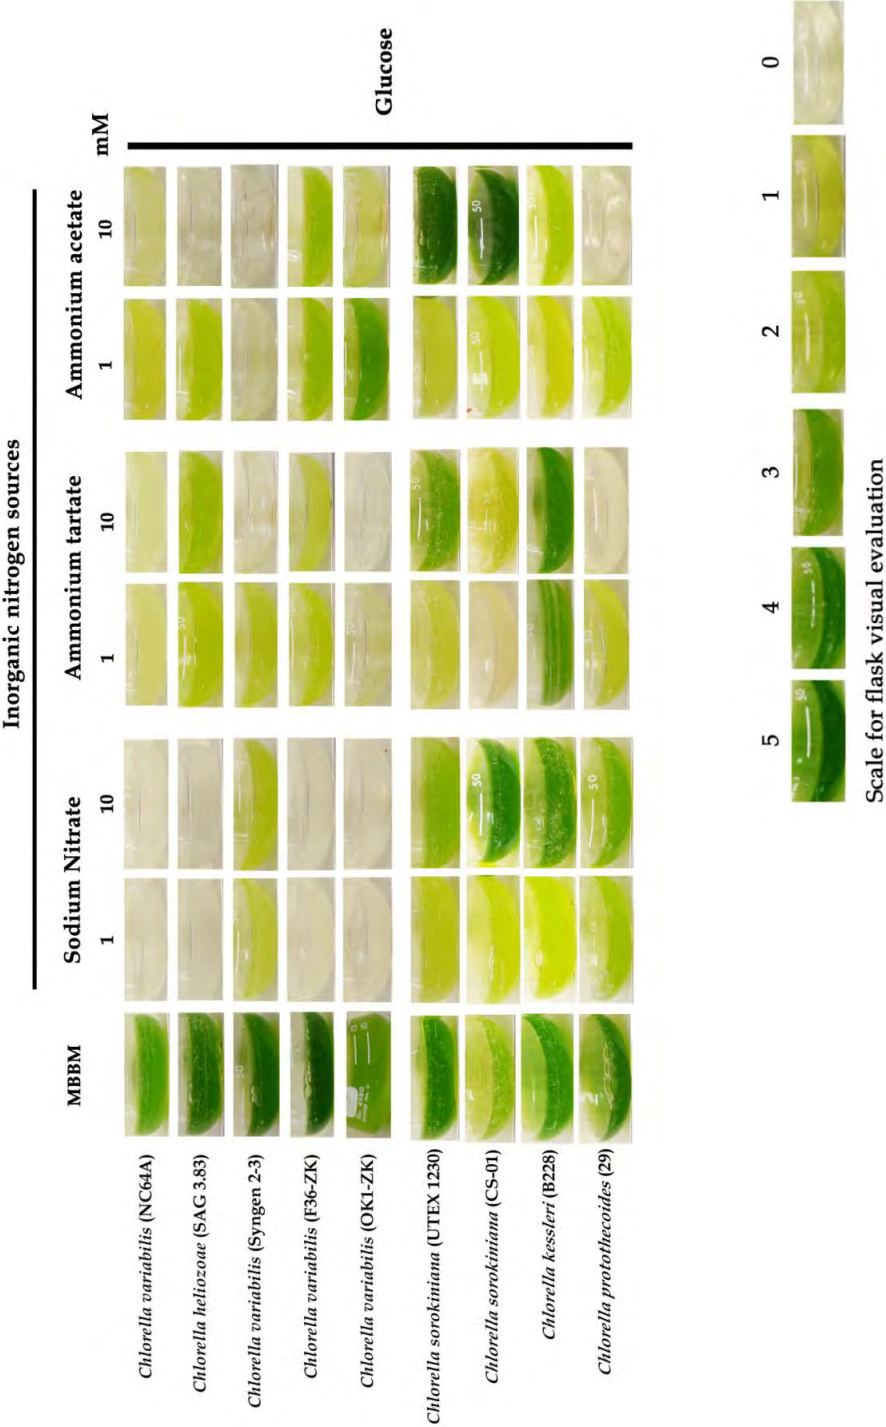 Inorganic nitrogen sources
MBBM
Sodium Nitrate
Ammonium tartate
Ammonium acetate
1
10
1
10
1
10
mM
Chlorella variabilis (NC64A)
Chlorella heliozoae (SAG 3.83)
Chlorella variabilis (Syngen 2-3)
Chlorella variabilis (F36-ZK)
Chlorella variabilis (OK1-ZK)
Chlorella sorokiniana (UTEX 1230)
Chlorella sorokiniana (CS-01)
Chlorella kessleri (B228)
Chlorella protothecoides (29)
Glucose
5
4
3
2
1
0
Scale for flask visual evaluation